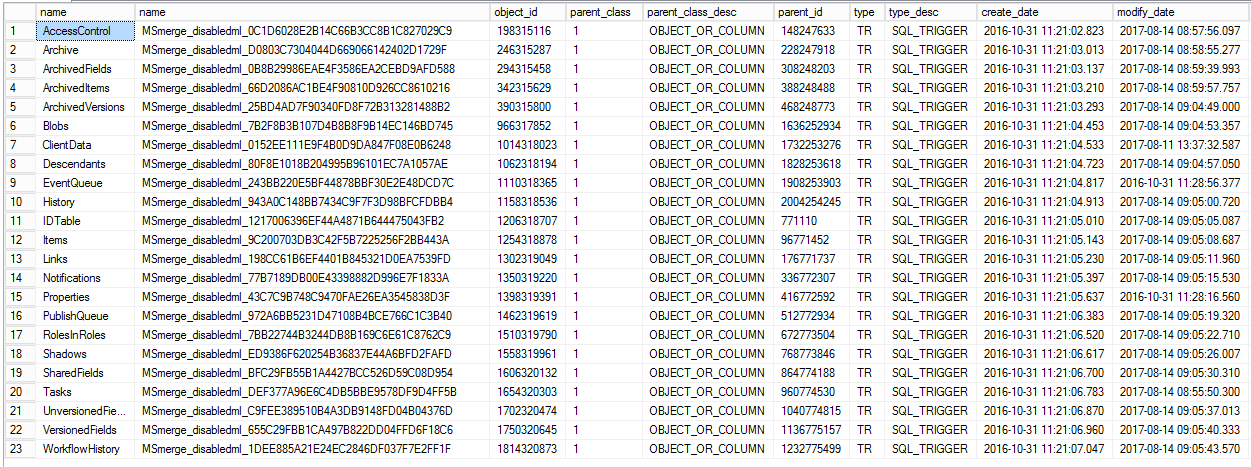 name name object_id parent_class parent_class_desc parent_id type type_desc create_date modify_date
1 AccessControl MSmerge_disabledml_0C1D6028E2B14C66B3CC8B1C827029C9 198315116 1 OBJECT_OR_COLUMN 148247633 TR SQL_TRIGGER 2016-10-31 11:21:02.823 2017-08-14 08:57:56.097
2 Archive MSmerge_disabledml_D0803C7304044D669066142402D1729F 246315287 1 OBJECT_OR_COLUMN 228247918 TR SQL_TRIGGER 2016-10-31 11:21:03.013 2017-08-14 08:58:55.277
3 ArchivedFields MSmerge_disabledml_0B8B29986EAE4F3586EA2CEBD9AFD588 294315458 1 OBJECT_OR_COLUMN 308248203 TR SQL_TRIGGER 2016-10-31 11:21:03.137 2017-08-14 08:59:39.993
4 ArchivedItems MSmerge_disabledml_66D2086AC1BE4F90810D926CC8610216 342315629 1 OBJECT_OR_COLUMN 388248488 TR SQL_TRIGGER 2016-10-31 11:21:03.210 2017-08-14 08:59:57.757
5 ArchivedVersions MSmerge_disabledml_25BD4AD7F90340FD8F72B313281488B2 390315800 1 OBJECT_OR_COLUMN 468248773 TR SQL_TRIGGER 2016-10-31 11:21:03.293 2017-08-14 09:04:49.000
6 Blobs MSmerge_disabledml_7B2F8B3B107D4B8B8F9B14EC146BD745 966317852 1 OBJECT_OR_COLUMN 1636252934 TR SQL_TRIGGER 2016-10-31 11:21:04.453 2017-08-14 09:04:53.357
7 ClientData MSmerge_disabledml_0152EE111E9F4B0D9DA847F08E0B6248 1014318023 1 OBJECT_OR_COLUMN 1732253276 TR SQL_TRIGGER 2016-10-31 11:21:04.533 2017-08-11 13:37:32.587
8 Descendants MSmerge_disabledml_80F8E1018B204995B96101EC7A1057AE 1062318194 1 OBJECT_OR_COLUMN 1828253618 TR SQL_TRIGGER 2016-10-31 11:21:04.723 2017-08-14 09:04:57.050
9 EventQueue MSmerge_disabledml_243BB220E5BF44878BBF30E2E48DCD7C 1110318365 1 OBJECT_OR_COLUMN 1908253903 TR SQL_TRIGGER 2016-10-31 11:21:04.817 2016-10-31 11:28:56.377
10 History MSmerge_disabledml_943A0C148BB7434C9F7F3D98BFCFDBB4 1158318536 1 OBJECT_OR_COLUMN 2004254245 TR SQL_TRIGGER 2016-10-31 11:21:04.913 2017-08-14 09:05:00.720
11 IDTable MSmerge_disabledml_1217006396EF44A4871B644475043FB2 1206318707 1 OBJECT_OR_COLUMN 771110 TR SQL_TRIGGER 2016-10-31 11:21:05.010 2017-08-14 09:05:05.087
12 Items MSmerge_disabledml_9C200703DB3C42F5B7225256F2BB443A 1254318878 1 OBJECT_OR_COLUMN 96771452 TR SQL_TRIGGER 2016-10-31 11:21:05.143 2017-08-14 09:05:08.687
13 Links MSmerge_disabledml_198CC61B6EF4401B845321D0EA7539FD 1302319049 1 OBJECT_OR_COLUMN 176771737 TR SQL_TRIGGER 2016-10-31 11:21:05.230 2017-08-14 09:05:11.960
14 Notifications MSmerge_disabledml_77B7189DB00E43398882D996E7F1833A 1350319220 1 OBJECT_OR_COLUMN 336772307 TR SQL_TRIGGER 2016-10-31 11:21:05.397 2017-08-14 09:05:15.530
15 Properties MSmerge_disabledml_43C7C9B748C9470FAE26EA3545838D3F 1398319391 1 OBJECT_OR_COLUMN 416772592 TR SQL_TRIGGER 2016-10-31 11:21:05.637 2016-10-31 11:28:16.560
16 PublishQueue MSmerge_disabledml_972A6BB5231D47108B4BCE766C1C3B40 1462319619 1 OBJECT_OR_COLUMN 512772934 TR SQL_TRIGGER 2016-10-31 11:21:06.383 2017-08-14 09:05:19.320
17 RolesInRoles MSmerge_disabledml_7BB22744B3244DB8B169C6E61C8762C9 1510319790 1 OBJECT_OR_COLUMN 672773504 TR SQL_TRIGGER 2016-10-31 11:21:06.520 2017-08-14 09:05:22.710
18 Shadows MSmerge_disabledml_ED9386F620254B36837E44A6BFD2FAFD 1558319961 1 OBJECT_OR_COLUMN 768773846 TR SQL_TRIGGER 2016-10-31 11:21:06.617 2017-08-14 09:05:26.007
19 SharedFields MSmerge_disabledml_BFC29FB55B1A4427BCC526D59C08D954 1606320132 1 OBJECT_OR_COLUMN 864774188 TR SQL_TRIGGER 2016-10-31 11:21:06.700 2017-08-14 09:05:30.310
20 Tasks MSmerge_disabledml_DEF377A96E6C4DB5BBE9578DF9D4FF5B 1654320303 1 OBJECT_OR_COLUMN 960774530 TR SQL_TRIGGER 2016-10-31 11:21:06.783 2017-08-14 08:55:50.300
21 UnversionedFie... MSmerge_disabledml_C9FEE389510B4A3DB9148FD04B04376D 1702320474 1 OBJECT_OR_COLUMN 1040774815 TR SQL_TRIGGER 2016-10-31 11:21:06.870 2017-08-14 09:05:37.013
22 VersionedFields MSmerge_disabledml_655C29FBB1CA497B822DD04FFD6F18C6 1750320645 1 OBJECT_OR_COLUMN 1136775157 TR SQL_TRIGGER 2016-10-31 11:21:06.960 2017-08-14 09:05:40.333
23 WorkflowHistory MSmerge_disabledml_1DEE885A21E24EC2846DF037F7E2FF1F 1814320873 1 OBJECT_OR_COLUMN 1232775499 TR SQL_TRIGGER 2016-10-31 11:21:07.047 2017-08-14 09:05:43.570